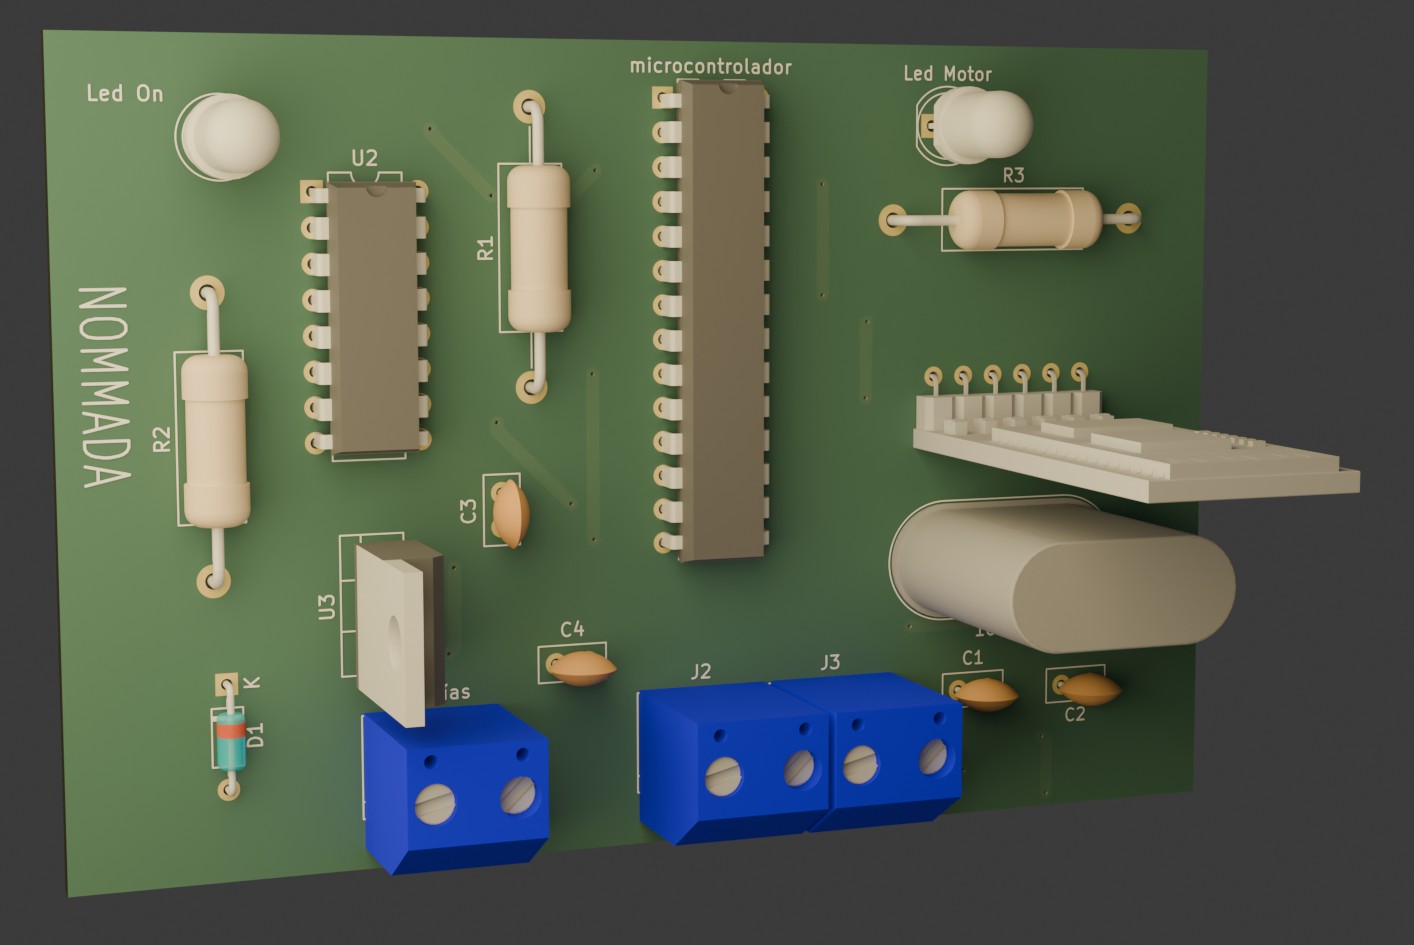 Led On
microcontrolador
Led Motor
U2
R1
R3
NOMMADA
R2
C3
U3
C4
J2
J3
C1
C2
K
D1